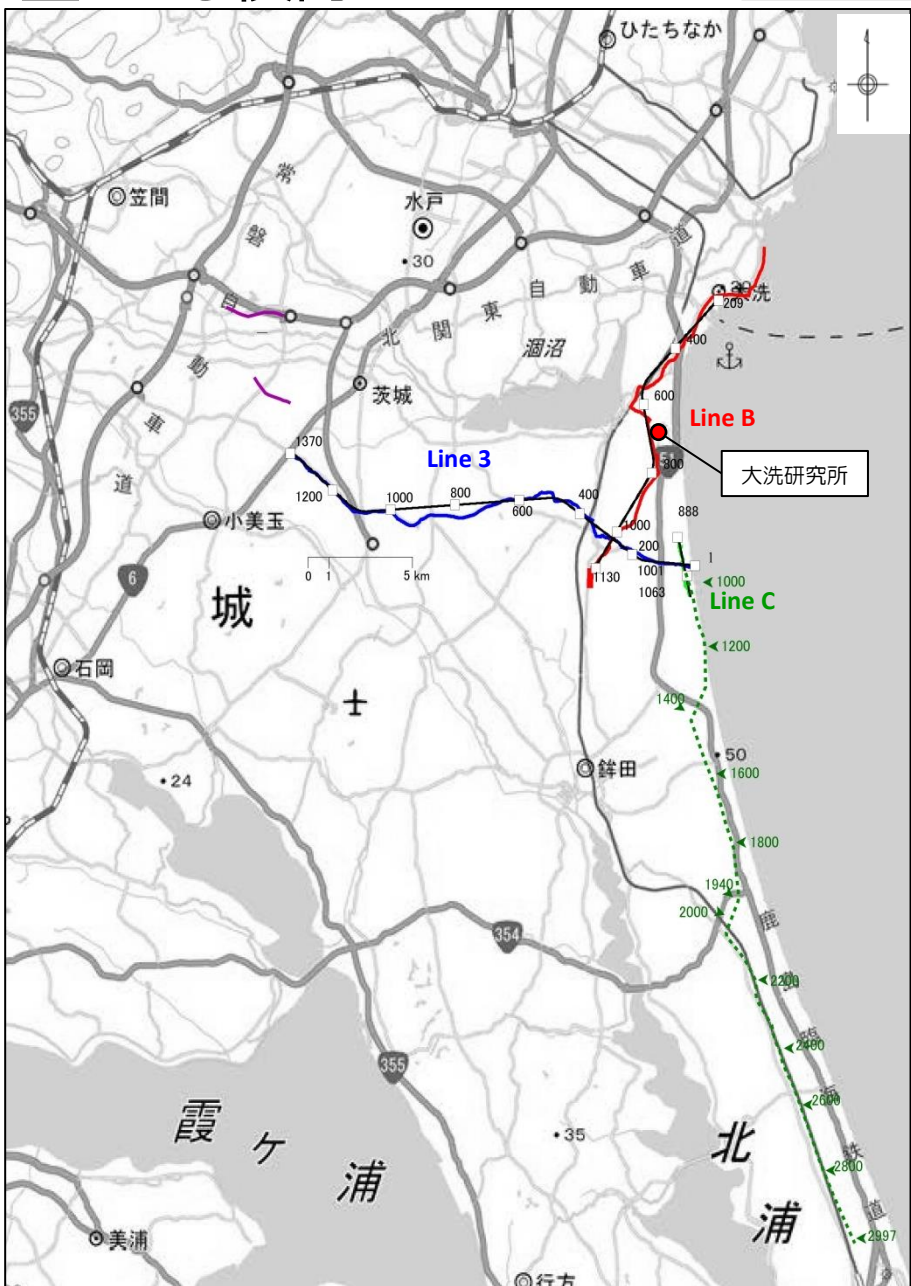 ひたちなか
笠間
常
磐
自
動
車
道
水戸
30
北
関
東
自
動
車
道
大洗
209
涸沼
400
茨城
600
355
Line B
大洗研究所
51
800
1370
Line 3
1200
1000
800
600
400
888
小美玉
1000
200
1001
1
1130
1063
1000
Line C
0 1 5 km
6
城
1200
石岡
1400
50
24
鉾田
1600
1800
1940
2000
鹿
島
臨
海
鉄
道
354
2200
2400
355
2600
霞
ケ
浦
35
北
浦
2800
美浦
2997
行方